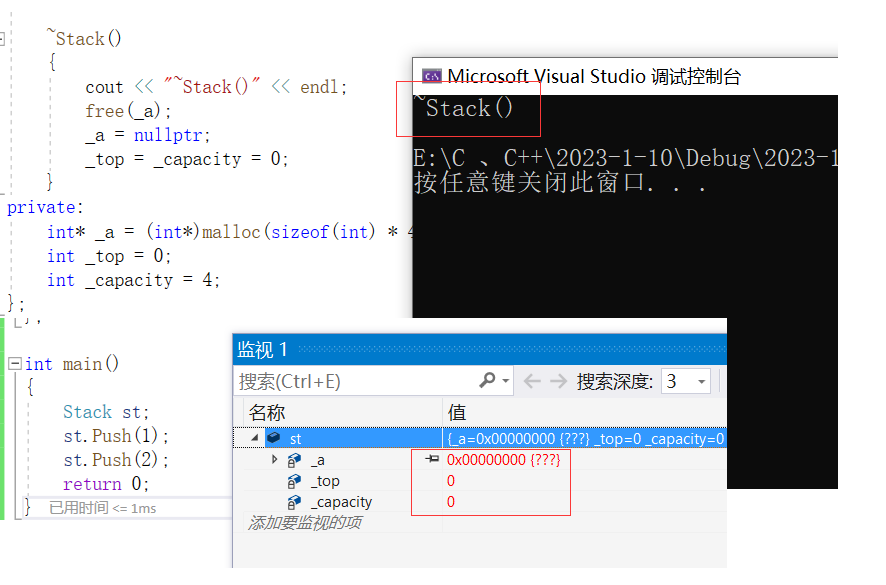 ~Stack()
{
cout << "~Stack()" << endl;
free(_a);
_a = nullptr;
_top = _capacity = 0;
}
private:
int* _a = (int*)malloc(sizeof(int) * 4
int _top = 0;
int _capacity = 4;
};
int main()
{
Stack st;
st.Push(1);
st.Push(2);
return 0;
} 已用时间 <= 1ms
Microsoft Visual Studio 调试控制台
~Stack()
E:\C 、C++\2023-1-10\Debug\2023-1
按任意键关闭此窗口. . .
监视 1
搜索(Ctrl+E) 搜索深度: 3
名称 值
st {_a=0x00000000 {???} _top=0 _capacity=0
_a 0x00000000 {???}
_top 0
_capacity 0
添加要监视的项